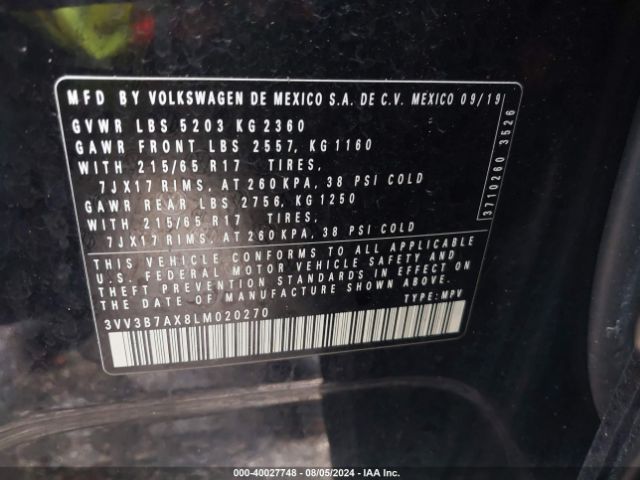 MFD BY VOLKSWAGEN DE MEXICO S.A. DE C.V. MEXICO 09/19
GVWR LBS 5203 KG 2360
GAWR FRONT LBS 2557, KG 1160
WITH 215/65 R17 TIRES,
7JX17 RIMS, AT 260 KPA, 38 PSI COLD
GAWR REAR LBS 2756, KG 1250
WITH 215/65 R17 TIRES,
7JX17 RIMS, AT 260 KPA, 38 PSI COLD
THIS VEHICLE CONFORMS TO ALL APPLICABLE
U.S. FEDERAL MOTOR VEHICLE SAFETY AND
THEFT PREVENTION STANDARDS IN EFFECT ON
THE DATE OF MANUFACTURE SHOWN ABOVE.
3VV3B7AX8LM020270 TYPE: MPV
3710260 3526
000-40027748 - 08/05/2024 - IAA Inc.